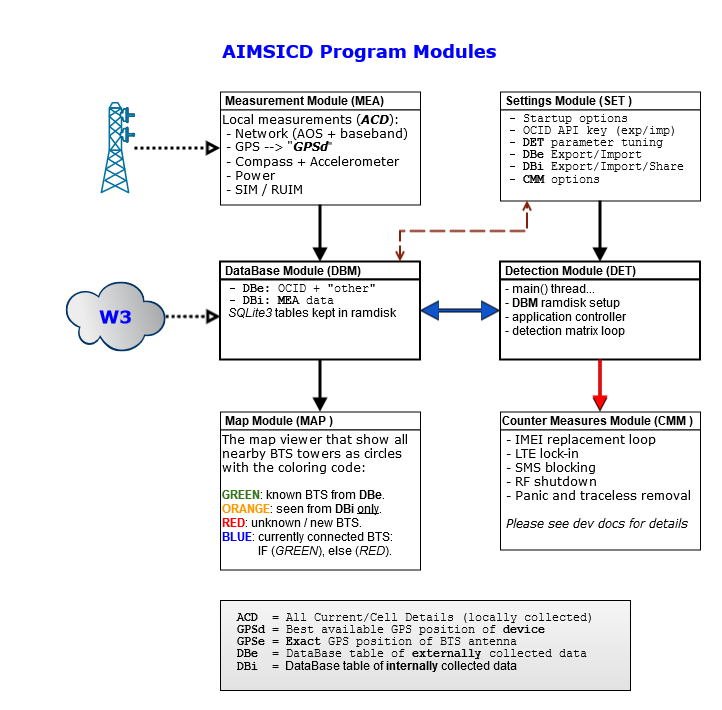 AIMSICD Program Modules
Measurement Module (MEA)
Local measurements (ACD):
- Network (AOS + baseband)
- GPS --> "GPSd"
- Compass + Accelerometer
- Power
- SIM / RUIM
Settings Module (SET )
- Startup options
- OCID API key (exp/imp)
- DET parameter tuning
- DBe Export/Import
- DBi Export/Import/Share
- CMM options
W3
DataBase Module (DBM)
- DBe: OCID + "other"
- DBi: MEA data
SQLite3 tables kept in ramdisk
Detection Module (DET)
- main() thread...
- DBM ramdisk setup
- application controller
- detection matrix loop
Map Module (MAP )
The map viewer that show all
nearby BTS towers as circles
with the coloring code:
GREEN: known BTS from DBe.
ORANGE: seen from DBi only.
RED: unknown / new BTS.
BLUE: currently connected BTS:
IF (GREEN), else (RED).
Counter Measures Module (CMM )
- IMEI replacement loop
- LTE lock-in
- SMS blocking
- RF shutdown
- Panic and traceless removal
Please see dev docs for details
ACD = All Current/Cell Details (locally collected)
GPSd = Best available GPS position of device
GPSe = Exact GPS position of BTS antenna
DBe = DataBase table of externally collected data
DBi = DataBase table of internally collected data